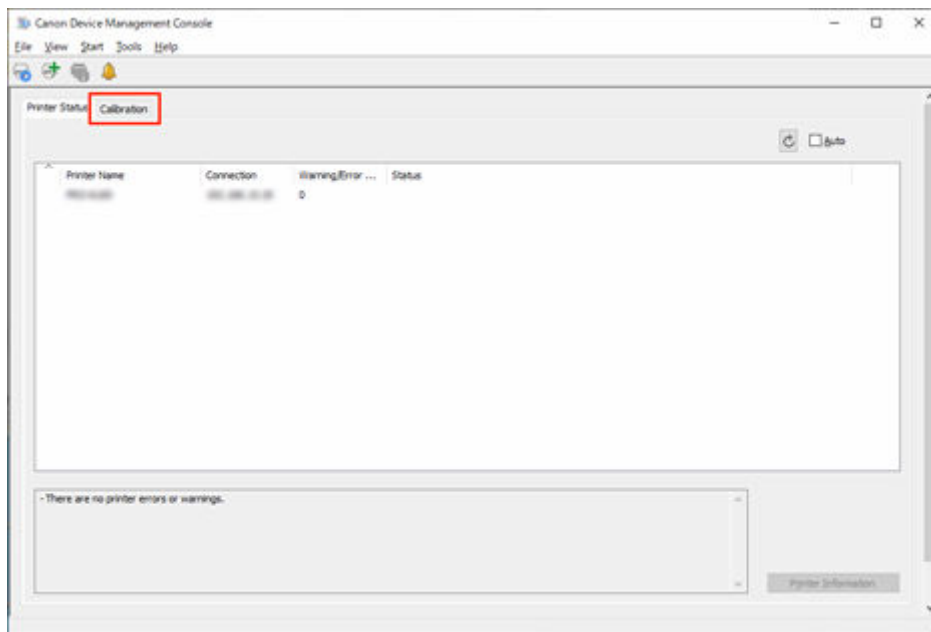 Canon Device Management Console
File View Start Tools Help
Printer Status Calibration
Auto
Printer Name Connection Warning/Error ... Status
0
- There are no printer errors or warnings.
Printer Information